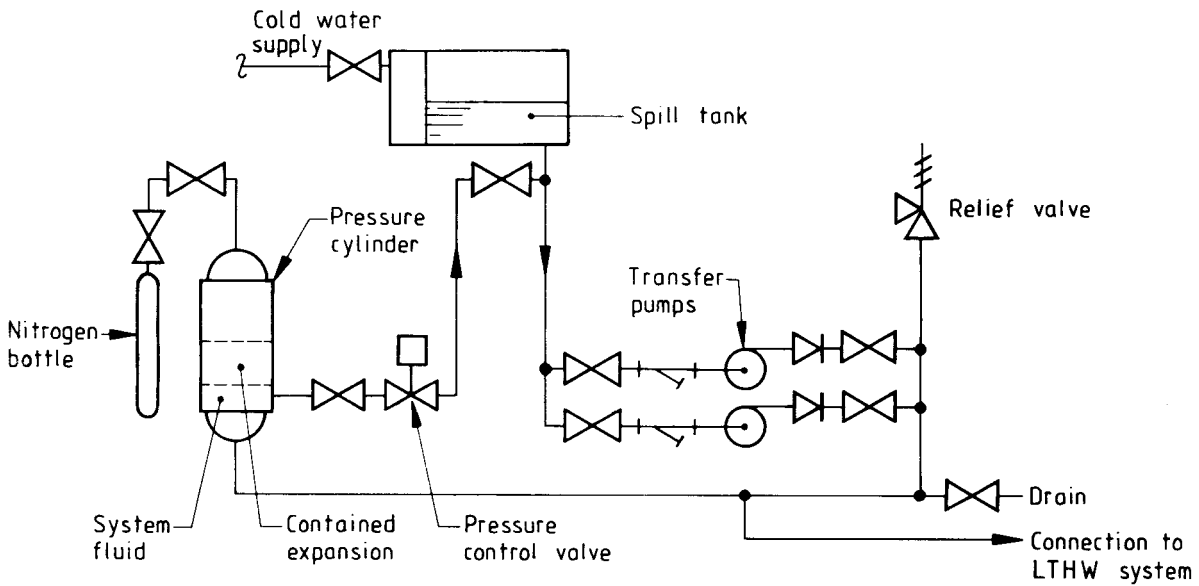 Cold water
supply
Spill tank
Pressure
cylinder
Relief valve
Transfer
pumps
Nitrogen
bottle
System
fluid
Contained
expansion
Pressure
control valve
Drain
Connection to
LTHW system